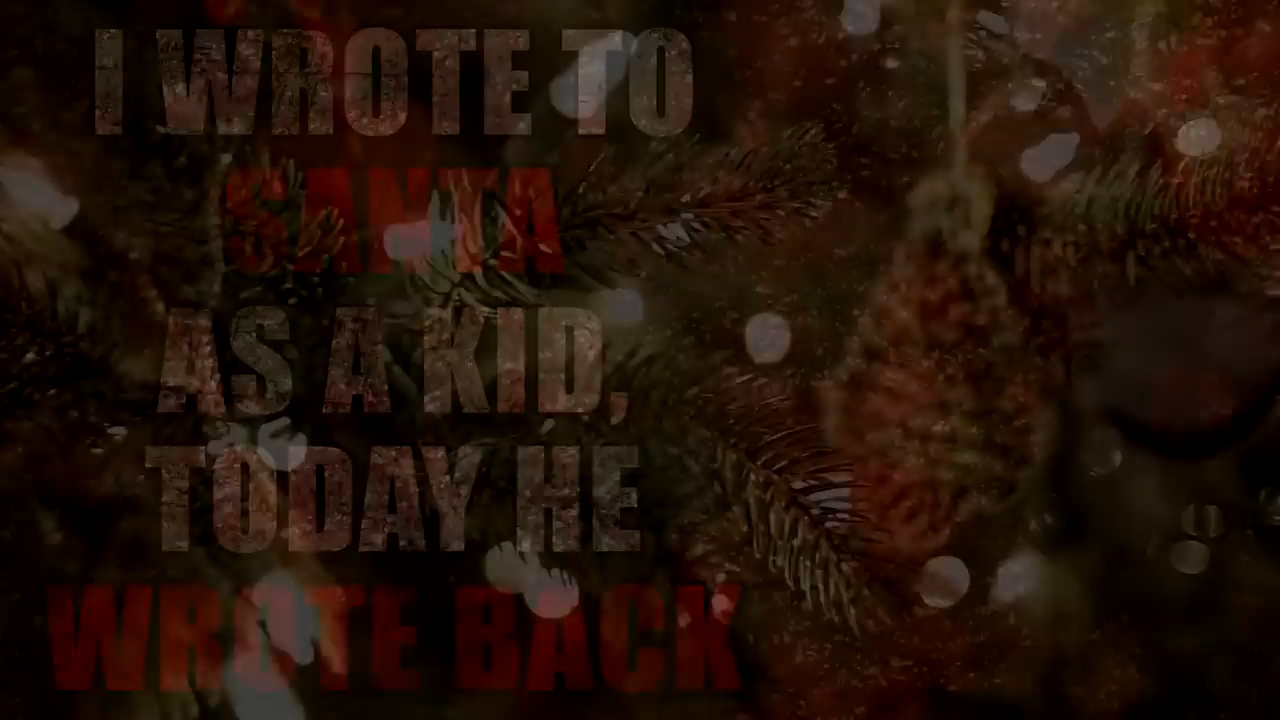 I WROTE TO
SANTA
AS A KID,
TODAY HE
WROTE BACK